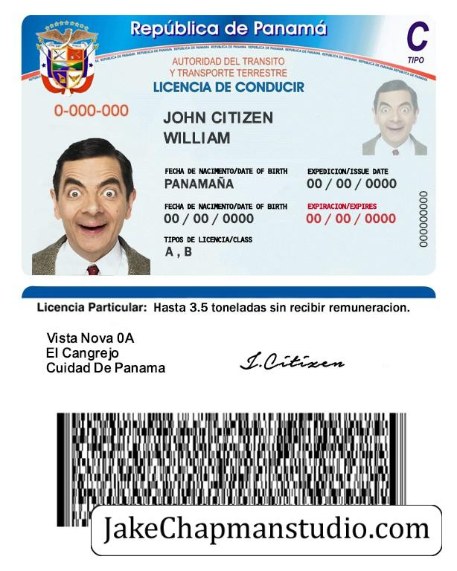 República de Panamá
C
TIPO
AUTORIDAD DEL TRANSITO
Y TRANSPORTE TERRESTRE
LICENCIA DE CONDUCIR
0-000-000
JOHN CITIZEN
WILLIAM
FECHA DE NACIMENTO/DATE OF BIRTH
PANAMAÑA
EXPEDICION/ISSUE DATE
00 / 00 / 0000
FECHA DE NACIMENTO/DATE OF BIRTH
00 / 00 / 0000
EXPIRACION/EXPIRES
00 / 00 / 0000
TIPOS DE LICENCIA/CLASS
A , B
000000000
Licencia Particular: Hasta 3.5 toneladas sin recibir remuneracion.
Vista Nova 0A
El Cangrejo
Cuidad De Panama
J.Citizen
JakeChapmanstudio.com